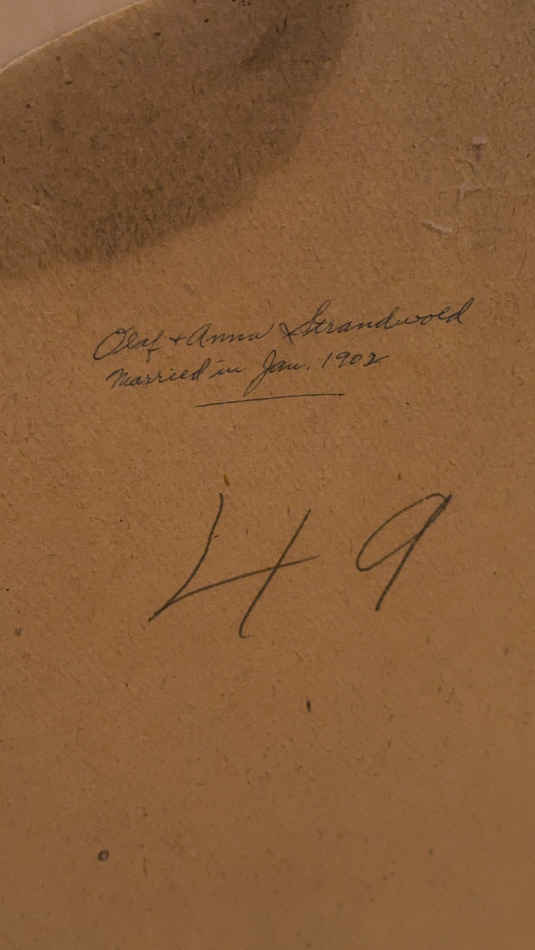 Olaf + Anna Strandwold
Married in Jan. 1902
49